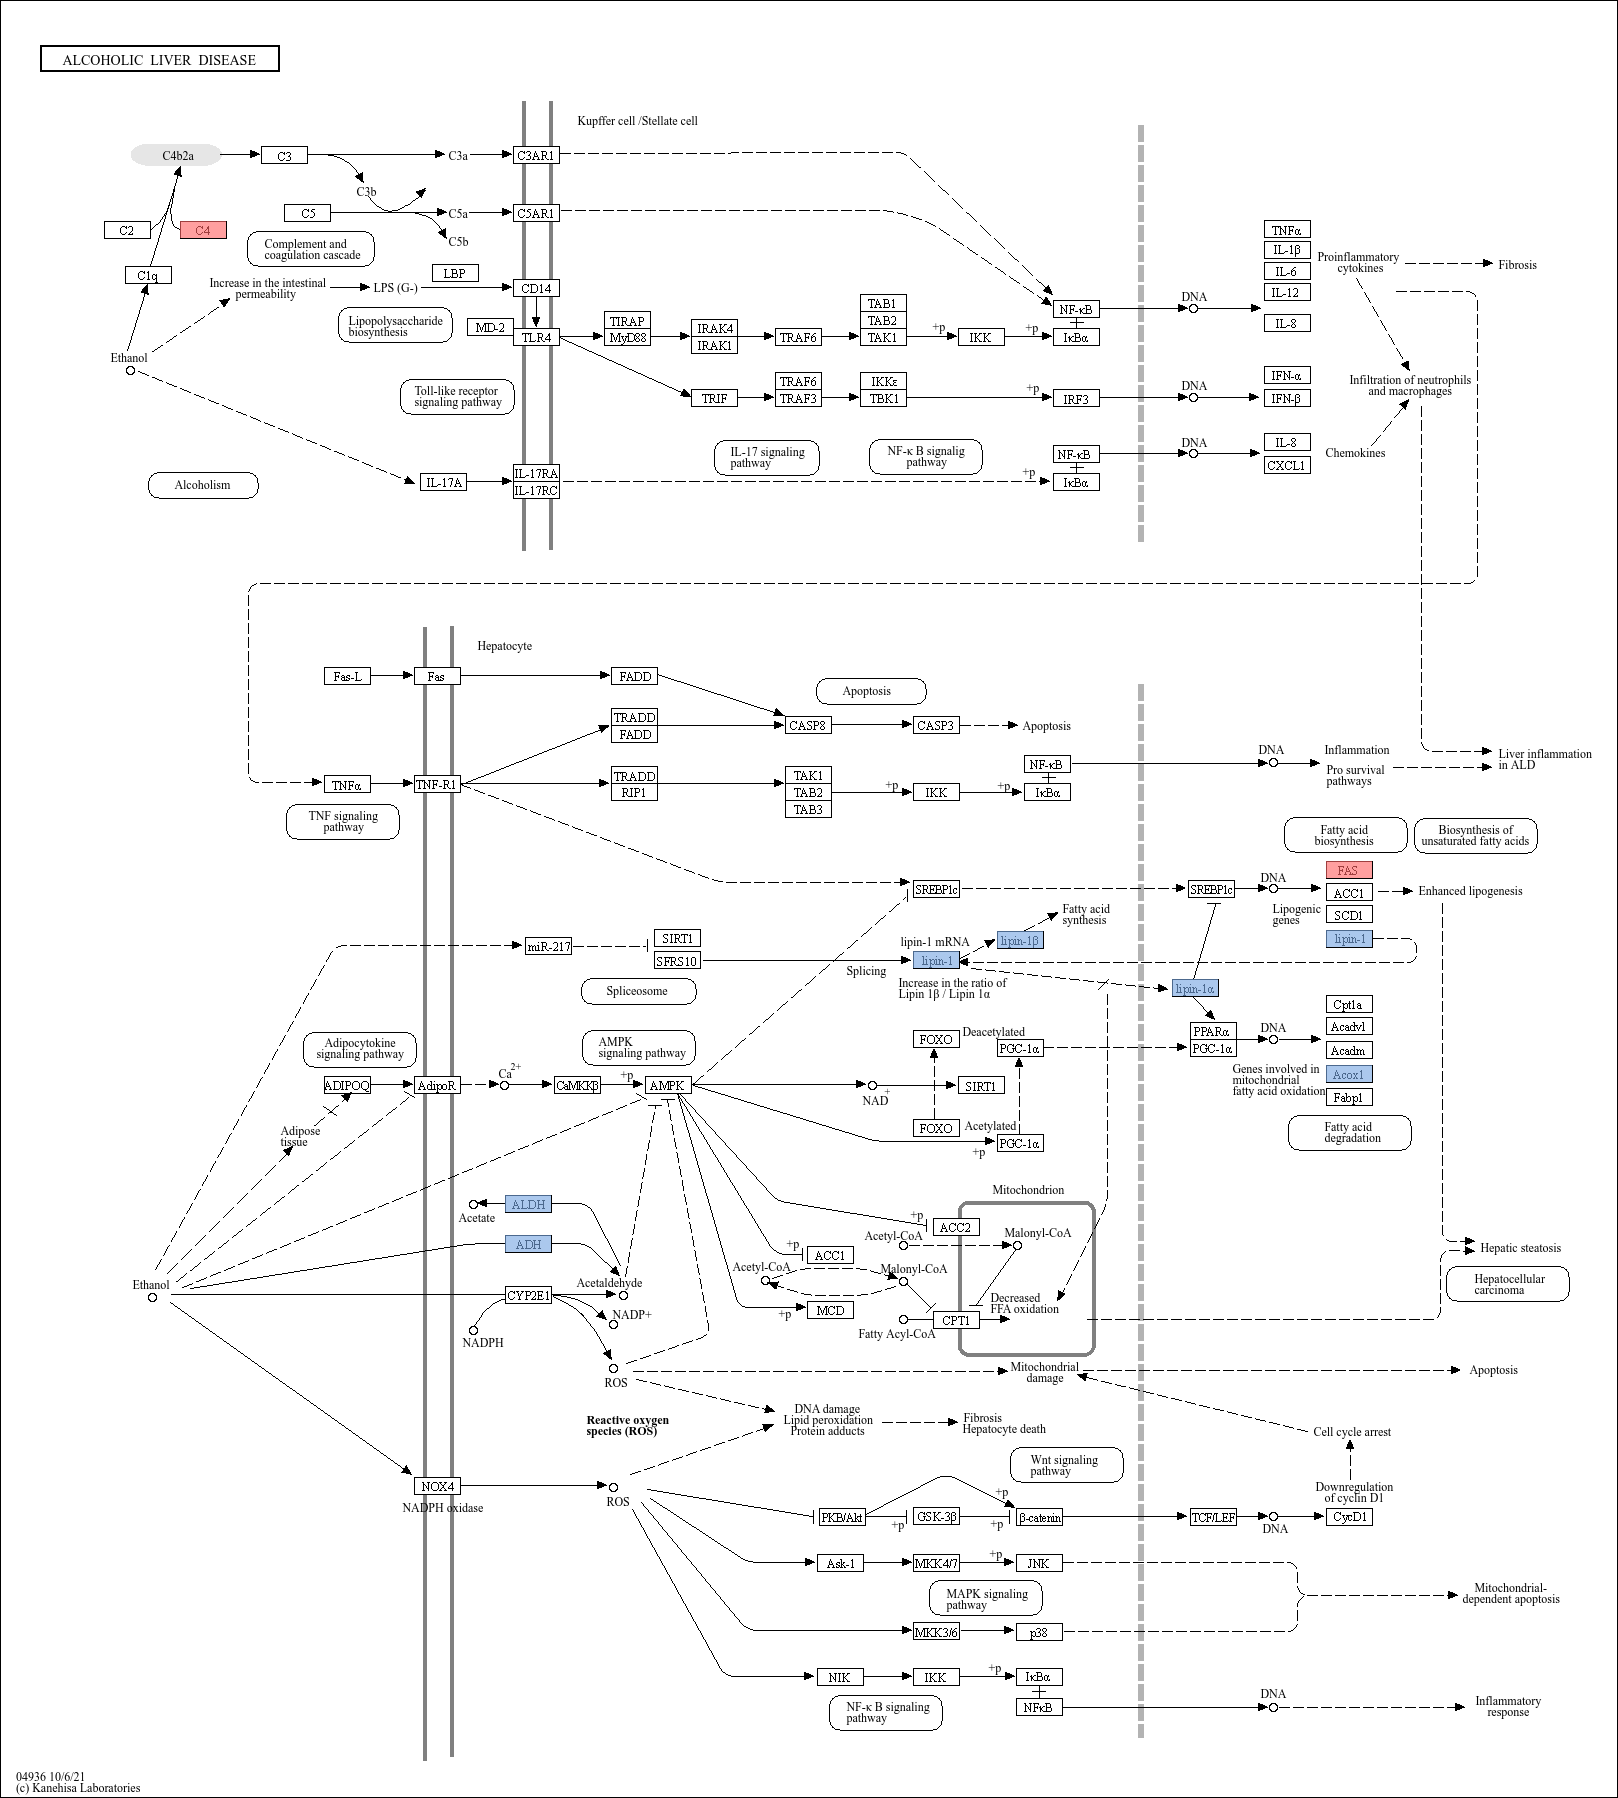 ALCOHOLIC LIVER DISEASE
Kupffer cell /Stellate cell
C4b2a
C3
C3a
C3AR1
C3b
C2
C4
C5
C5a
C5AR1
C5b
Complement and
coagulation cascade
C1q
LBP
Increase in the intestinal
permeability
LPS (G-)
CD14
Lipopolysaccharide
biosynthesis
MD-2
TLR4
TIRAP
MyD88
IRAK4
IRAK1
TRAF6
TAB1
TAB2
TAK1
+p
IKK
+p
NF-κB
IκBα
DNA
TNFα
IL-1β
IL-6
IL-12
IL-8
Proinflammatory
cytokines
Fibrosis
Ethanol
Toll-like receptor
signaling pathway
TRIF
TRAF6
TRAF3
IKKε
TBK1
+p
IRF3
DNA
IFN-α
IFN-β
Infiltration of neutrophils
and macrophages
IL-17 signaling
pathway
NF-κ B signalig
pathway
NF-κB
IκBα
DNA
IL-8
CXCL1
Chemokines
Alcoholism
IL-17A
IL-17RA
IL-17RC
+p
Hepatocyte
Fas-L
Fas
FADD
Apoptosis
TRADD
FADD
CASP8
CASP3
Apoptosis
TNFα
TNF-R1
TRADD
RIP1
TAK1
TAB2
TAB3
+p
IKK
+p
NF-κB
IκBα
DNA
Inflammation
Pro survival
pathways
Liver inflammation
in ALD
TNF signaling
pathway
Fatty acid
biosynthesis
Biosynthesis of
unsaturated fatty acids
SREBP1c
SREBP1c
DNA
FAS
ACC1
SCD1
lipin-1
Lipogenic
genes
Enhanced lipogenesis
Fatty acid
synthesis
miR-217
SIRT1
SFRS10
lipin-1 mRNA
lipin-1β
lipin-1
Splicing
Increase in the ratio of
Lipin 1β / Lipin 1α
lipin-1α
Spliceosome
Adipocytokine
signaling pathway
AMPK
signaling pathway
FOXO
Deacetylated
PGC-1α
PPARα
PGC-1α
DNA
Cpt1a
Acadvl
Acadm
Acox1
Fabp1
Genes involved in
mitochondrial
fatty acid oxidation
Fatty acid
degradation
ADIPOQ
AdipoR
Ca2+
CaMKKβ
+p
AMPK
NAD+
SIRT1
Adipose
tissue
FOXO
Acetylated
PGC-1α
+p
Mitochondrion
Acetate
ALDH
ADH
+p
ACC2
Acetyl-CoA
Malonyl-CoA
+p
ACC1
Acetyl-CoA
Malonyl-CoA
Hepatic steatosis
Hepatocellular
carcinoma
Ethanol
CYP2E1
Acetaldehyde
NADP+
NADPH
+p
MCD
Fatty Acyl-CoA
CPT1
Decreased
FFA oxidation
ROS
Mitochondrial
damage
Apoptosis
Reactive oxygen
species (ROS)
DNA damage
Lipid peroxidation
Protein adducts
Fibrosis
Hepatocyte death
Cell cycle arrest
Wnt signaling
pathway
Downregulation
of cyclin D1
NOX4
NADPH oxidase
ROS
PKB/Akt
+p
GSK-3β
+p
+p
β-catenin
TCF/LEF
DNA
CycD1
Ask-1
MKK4/7
+p
JNK
MAPK signaling
pathway
Mitochondrial-
dependent apoptosis
MKK3/6
p38
NIK
IKK
+p
IκBα
NFκB
NF-κ B signaling
pathway
DNA
Inflammatory
response
04936 10/6/21
(c) Kanehisa Laboratories